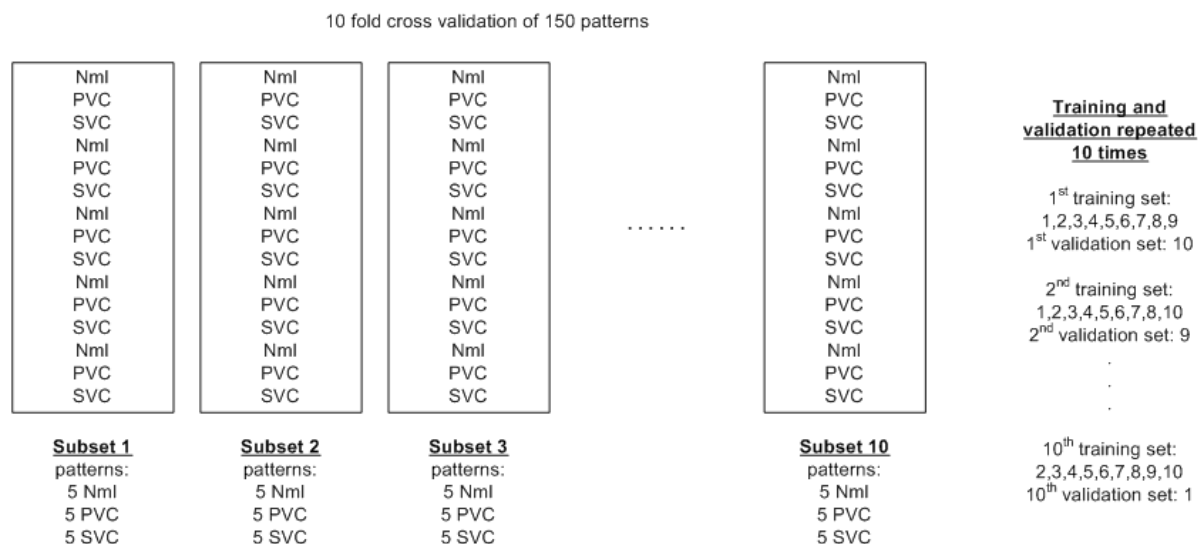 10 fold cross validation of 150 patterns
Nml
PVC
SVC
Nml
PVC
SVC
Nml
PVC
SVC
Nml
PVC
SVC
Nml
PVC
SVC
Subset 1
patterns:
5 Nml
5 PVC
5 SVC
Nml
PVC
SVC
Nml
PVC
SVC
Nml
PVC
SVC
Nml
PVC
SVC
Nml
PVC
SVC
Subset 2
patterns:
5 Nml
5 PVC
5 SVC
Nml
PVC
SVC
Nml
PVC
SVC
Nml
PVC
SVC
Nml
PVC
SVC
Nml
PVC
SVC
Subset 3
patterns:
5 Nml
5 PVC
5 SVC
......
Nml
PVC
SVC
Nml
PVC
SVC
Nml
PVC
SVC
Nml
PVC
SVC
Nml
PVC
SVC
Subset 10
patterns:
5 Nml
5 PVC
5 SVC
Training and
validation repeated
10 times
1st training set:
1,2,3,4,5,6,7,8,9
1st validation set: 10
2nd training set:
1,2,3,4,5,6,7,8,10
2nd validation set: 9
.
.
.
10th training set:
2,3,4,5,6,7,8,9,10
10th validation set: 1